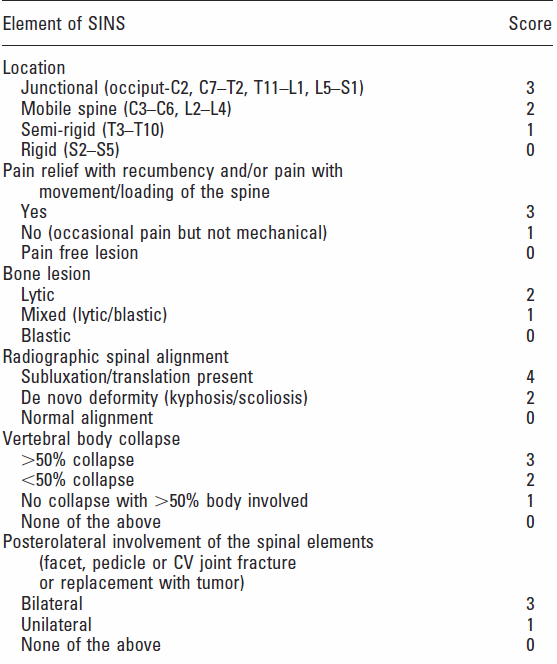 Element of SINS Score
Location
Junctional (occiput-C2, C7–T2, T11–L1, L5–S1) 3
Mobile spine (C3–C6, L2–L4) 2
Semi-rigid (T3–T10) 1
Rigid (S2–S5) 0
Pain relief with recumbency and/or pain with
movement/loading of the spine
Yes 3
No (occasional pain but not mechanical) 1
Pain free lesion 0
Bone lesion
Lytic 2
Mixed (lytic/blastic) 1
Blastic 0
Radiographic spinal alignment
Subluxation/translation present 4
De novo deformity (kyphosis/scoliosis) 2
Normal alignment 0
Vertebral body collapse
>50% collapse 3
<50% collapse 2
No collapse with >50% body involved 1
None of the above 0
Posterolateral involvement of the spinal elements
(facet, pedicle or CV joint fracture
or replacement with tumor)
Bilateral 3
Unilateral 1
None of the above 0